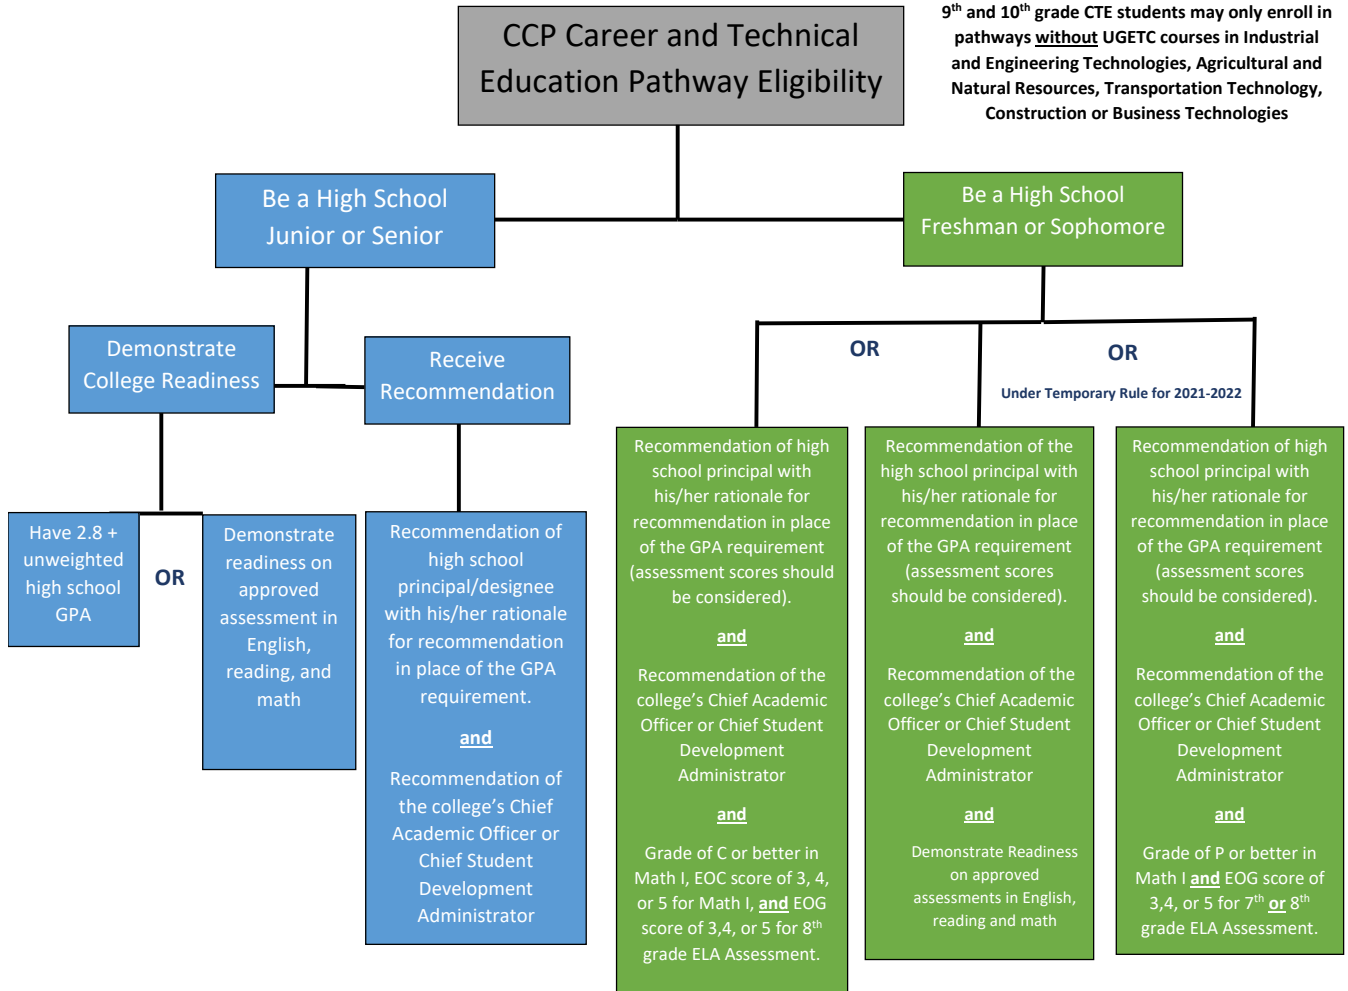 CCP Career and Technical
Education Pathway Eligibility
9th and 10th grade CTE students may only enroll in
pathways without UGETC courses in Industrial
and Engineering Technologies, Agricultural and
Natural Resources, Transportation Technology,
Construction or Business Technologies
Be a High School
Junior or Senior
Be a High School
Freshman or Sophomore
Demonstrate
College Readiness
Receive
Recommendation
OR
OR
Under Temporary Rule for 2021-2022
Have 2.8 +
unweighted
high school
GPA
OR
Demonstrate
readiness on
approved
assessment in
English,
reading, and
math
Recommendation of
high school
principal/designee
with his/her rationale
for recommendation
in place of the GPA
requirement.
and
Recommendation of
the college’s Chief
Academic Officer or
Chief Student
Development
Administrator
Recommendation of high
school principal with
his/her rationale for
recommendation in place
of the GPA requirement
(assessment scores should
be considered).
and
Recommendation of the
college’s Chief Academic
Officer or Chief Student
Development
Administrator
and
Grade of C or better in
Math I, EOC score of 3, 4,
or 5 for Math I, and EOG
score of 3,4, or 5 for 8th
grade ELA Assessment.
Recommendation of the
high school principal with
his/her rationale for
recommendation in place
of the GPA requirement
(assessment scores
should be considered).
and
Recommendation of the
college’s Chief Academic
Officer or Chief Student
Development
Administrator
and
Demonstrate Readiness
on approved
assessments in English,
reading and math
Recommendation of high
school principal with
his/her rationale for
recommendation in place
of the GPA requirement
(assessment scores
should be considered).
and
Recommendation of the
college’s Chief Academic
Officer or Chief Student
Development
Administrator
and
Grade of P or better in
Math I and EOG score of
3,4, or 5 for 7th or 8th
grade ELA Assessment.